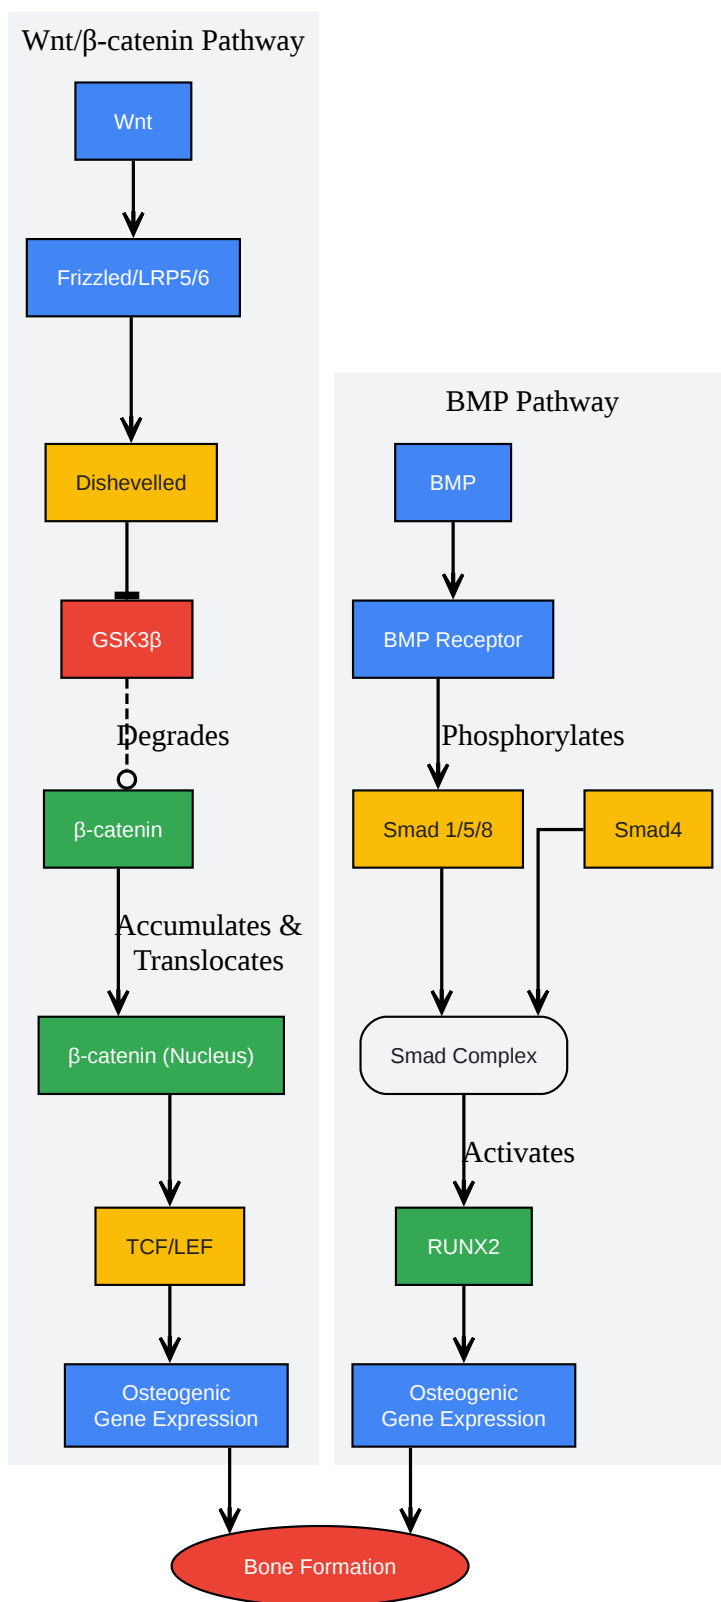 Wnt/β-catenin Pathway
Wnt
Frizzled/LRP5/6
Dishevelled
GSK3β
Degrades
β-catenin
Accumulates &
Translocates
β-catenin (Nucleus)
TCF/LEF
Osteogenic
Gene Expression
BMP Pathway
BMP
BMP Receptor
Phosphorylates
Smad 1/5/8
Smad4
Smad Complex
Activates
RUNX2
Osteogenic
Gene Expression
Bone Formation